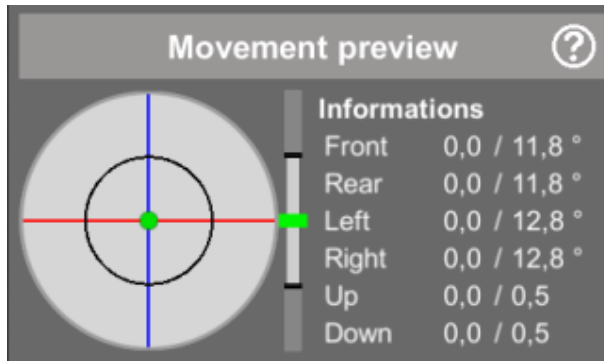 Movement preview ?
Informations
Front 0,0 / 11,8 °
Rear 0,0 / 11,8 °
Left 0,0 / 12,8 °
Right 0,0 / 12,8 °
Up 0,0 / 0,5
Down 0,0 / 0,5